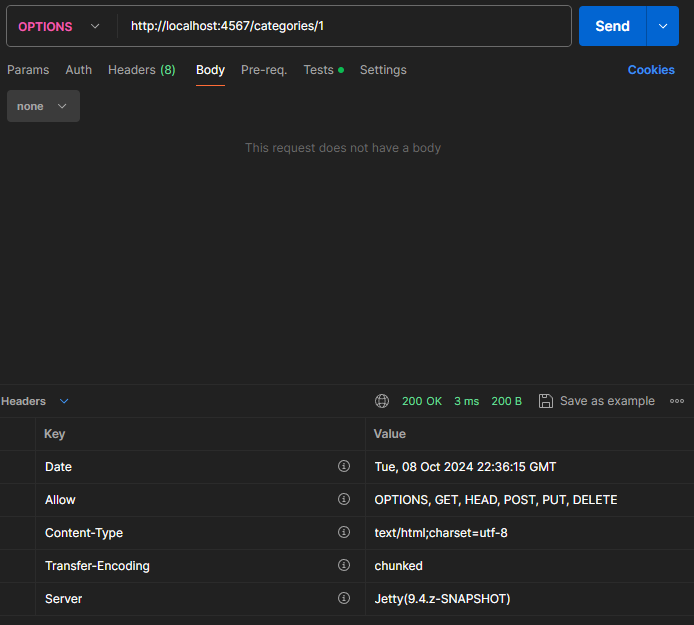 OPTIONS http://localhost:4567/categories/1 Send
Params Auth Headers (8) Body Pre-req. Tests Settings Cookies
none
This request does not have a body
Headers 200 OK 3 ms 200 B Save as example
Key Value
Date Tue, 08 Oct 2024 22:36:15 GMT
Allow OPTIONS, GET, HEAD, POST, PUT, DELETE
Content-Type text/html;charset=utf-8
Transfer-Encoding chunked
Server Jetty(9.4.z-SNAPSHOT)